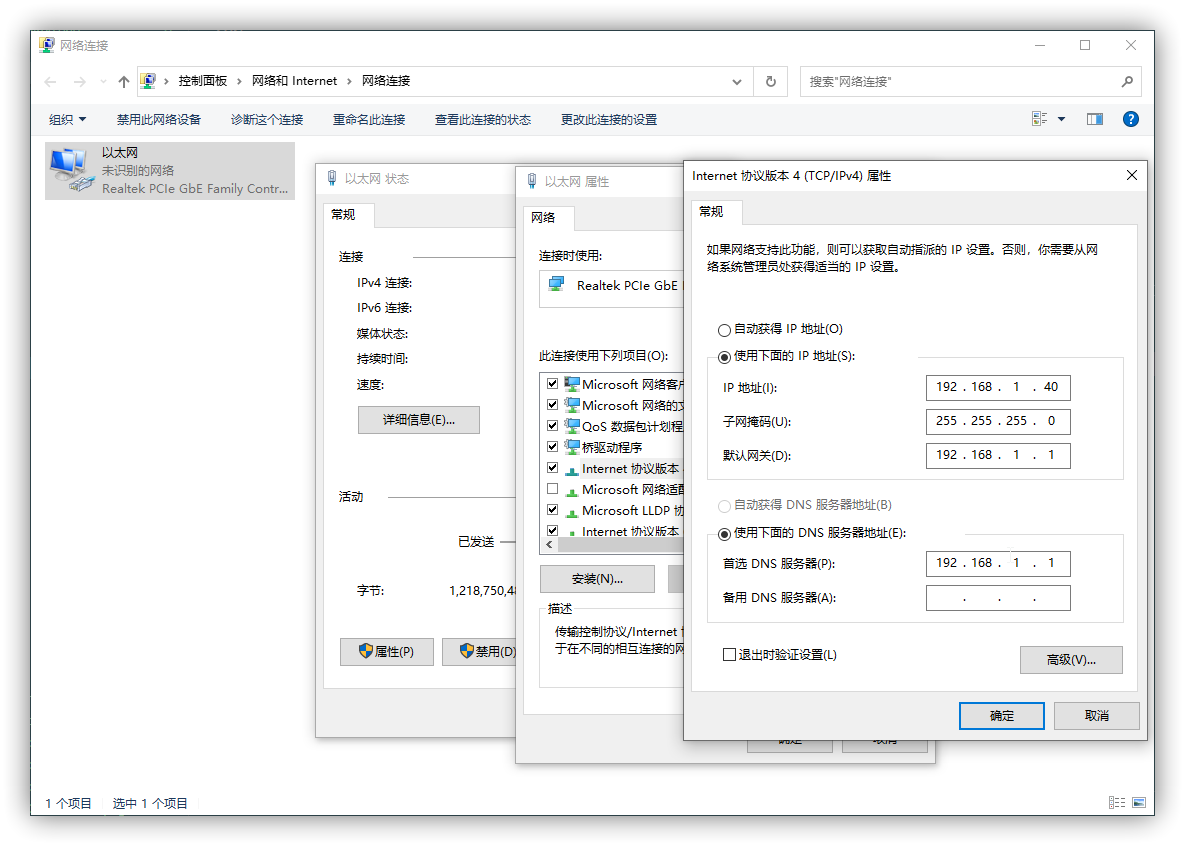 网络连接
控制面板 › 网络和 Internet › 网络连接
搜索"网络连接"
组织 禁用此网络设备 诊断这个连接 重命名此连接 查看此连接的状态 更改此连接的设置
以太网
未识别的网络
Realtek PCIe GbE Family Contr...
以太网 状态
常规
连接
IPv4 连接:
IPv6 连接:
媒体状态:
持续时间:
速度:
详细信息(E)...
活动
已发送
字节:
1,218,750,48
属性(P)
禁用(D)
以太网 属性
网络
连接时使用:
Realtek PCIe GbE
此连接使用下列项目(O):
Microsoft 网络客户
Microsoft 网络的文
QoS 数据包计划程
桥驱动程序
Internet 协议版本
Microsoft 网络适配
Microsoft LLDP 协
Internet 协议版本
安装(N)...
描述
传输控制协议/Internet
于在不同的相互连接的网
确定
取消
Internet 协议版本 4 (TCP/IPv4) 属性
常规
如果网络支持此功能，则可以获取自动指派的 IP 设置。否则，你需要从网
络系统管理员处获得适当的 IP 设置。
自动获得 IP 地址(O)
使用下面的 IP 地址(S):
IP 地址(I): 192 . 168 . 1 . 40
子网掩码(U): 255 . 255 . 255 . 0
默认网关(D): 192 . 168 . 1 . 1
自动获得 DNS 服务器地址(B)
使用下面的 DNS 服务器地址(E):
首选 DNS 服务器(P): 192 . 168 . 1 . 1
备用 DNS 服务器(A): . . .
退出时验证设置(L)
高级(V)...
确定
取消
1 个项目 选中 1 个项目